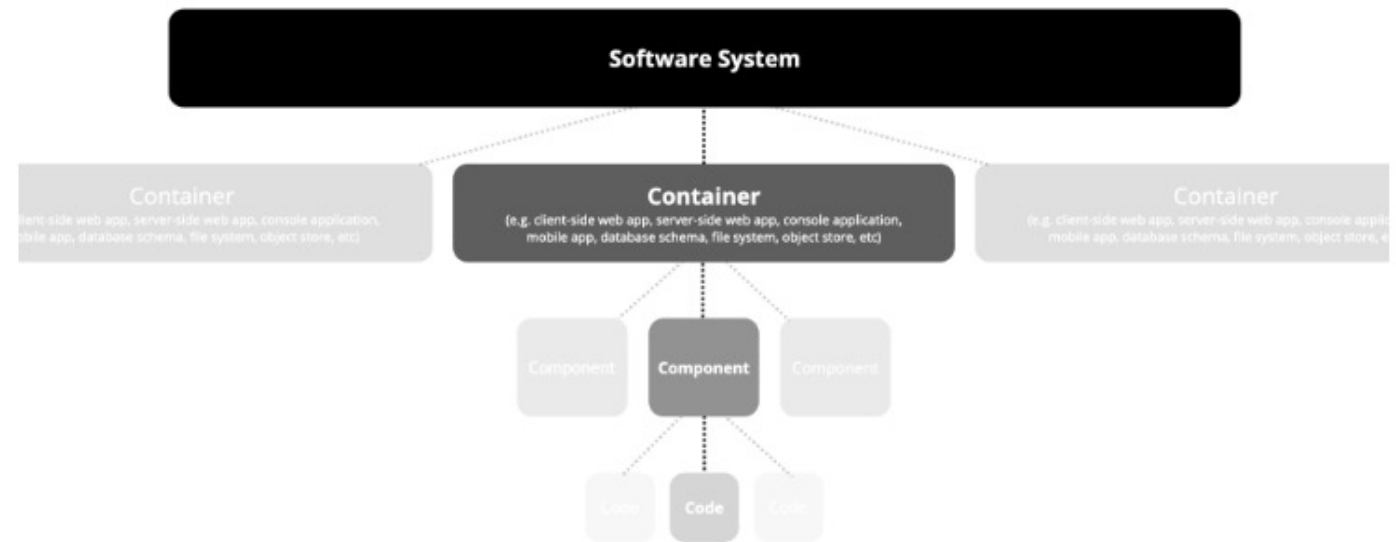 Software System
Container
lient-side web app, server-side web app, console application,
obile app, database schema, file system, object store, etc)
Container
(e.g. client-side web app, server-side web app, console application,
mobile app, database schema, file system, object store, etc)
Container
(e.g. client-side web app, server-side web app, console applic
mobile app, database schema, file system, object store, e
Component
Component
Component
Code
Code
Code